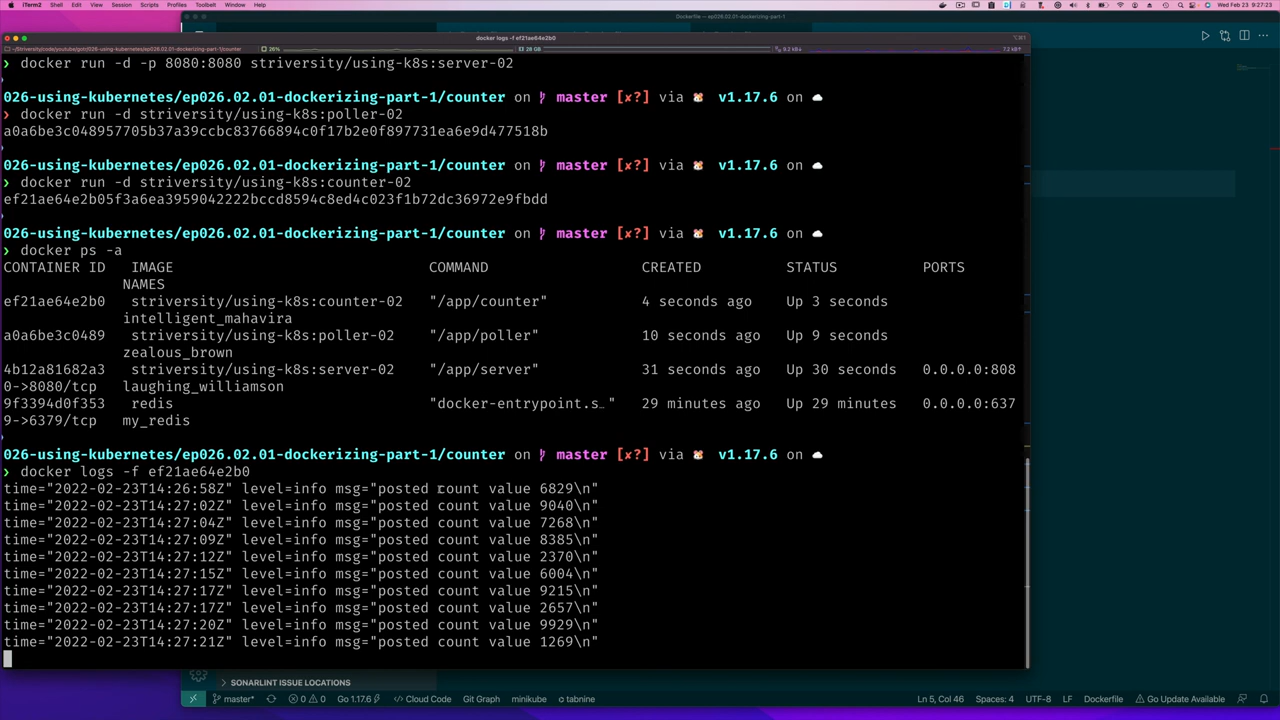 iTerm2 Shell Edit View Session Scripts Profiles Toolbelt Window Help Wed Feb 23 9:27:23
Dockerfile — ep026.02.01-dockerizing-part-1
docker logs -f ef21ae64e2b0
26% 28 GB 9.2 kB↓ 7.2 kB↑
❯ docker run -d -p 8080:8080 striversity/using-k8s:server-02
026-using-kubernetes/ep026.02.01-dockerizing-part-1/counter on master [✘?] via v1.17.6 on
❯ docker run -d striversity/using-k8s:poller-02
a0a6be3c048957705b37a39ccbc83766894c0f17b2e0f897731ea6e9d477518b
026-using-kubernetes/ep026.02.01-dockerizing-part-1/counter on master [✘?] via v1.17.6 on
❯ docker run -d striversity/using-k8s:counter-02
ef21ae64e2b05f3a6ea3959042222bccd8594c8ed4c023f1b72dc36972e9fbdd
026-using-kubernetes/ep026.02.01-dockerizing-part-1/counter on master [✘?] via v1.17.6 on
❯ docker ps -a
CONTAINER ID IMAGE COMMAND CREATED STATUS PORTS
NAMES
ef21ae64e2b0 striversity/using-k8s:counter-02 "/app/counter" 4 seconds ago Up 3 seconds
intelligent_mahavira
a0a6be3c0489 striversity/using-k8s:poller-02 "/app/poller" 10 seconds ago Up 9 seconds
zealous_brown
4b12a81682a3 striversity/using-k8s:server-02 "/app/server" 31 seconds ago Up 30 seconds 0.0.0.0:808
0->8080/tcp laughing_williamson
9f3394d0f353 redis "docker-entrypoint.s…" 29 minutes ago Up 29 minutes 0.0.0.0:637
9->6379/tcp my_redis
026-using-kubernetes/ep026.02.01-dockerizing-part-1/counter on master [✘?] via v1.17.6 on
❯ docker logs -f ef21ae64e2b0
time="2022-02-23T14:26:58Z" level=info msg="posted count value 6829\n"
time="2022-02-23T14:27:02Z" level=info msg="posted count value 9040\n"
time="2022-02-23T14:27:04Z" level=info msg="posted count value 7268\n"
time="2022-02-23T14:27:09Z" level=info msg="posted count value 8385\n"
time="2022-02-23T14:27:12Z" level=info msg="posted count value 2370\n"
time="2022-02-23T14:27:15Z" level=info msg="posted count value 6004\n"
time="2022-02-23T14:27:17Z" level=info msg="posted count value 9215\n"
time="2022-02-23T14:27:17Z" level=info msg="posted count value 2657\n"
time="2022-02-23T14:27:20Z" level=info msg="posted count value 9929\n"
time="2022-02-23T14:27:21Z" level=info msg="posted count value 1269\n"
SONARLINT ISSUE LOCATIONS
master* 0 0 Go 1.17.6 Cloud Code Git Graph minikube tabnine Ln 5, Col 46 Spaces: 4 UTF-8 LF Dockerfile Go Update Available